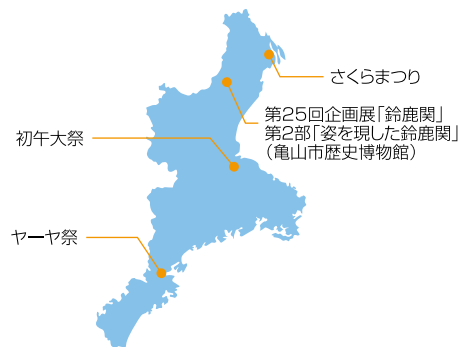 さくらまつり
第25回企画展「鈴鹿関」
第2部「姿を現した鈴鹿関」
（亀山市歴史博物館）
初午大祭
ヤーヤ祭